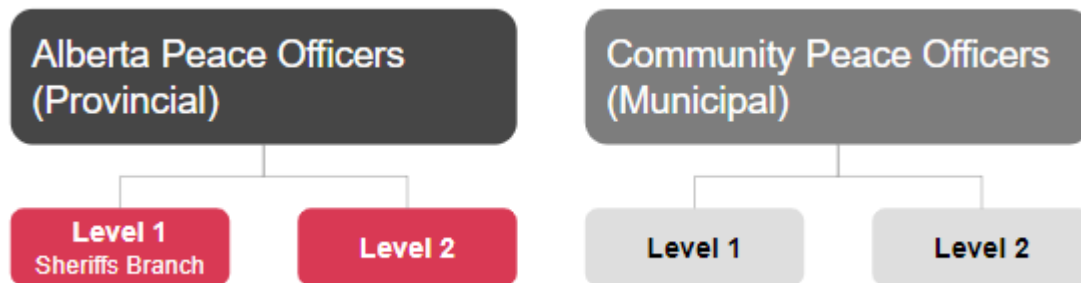 Alberta Peace Officers
(Provincial)
Community Peace Officers
(Municipal)
Level 1
Sheriffs Branch
Level 2
Level 1
Level 2